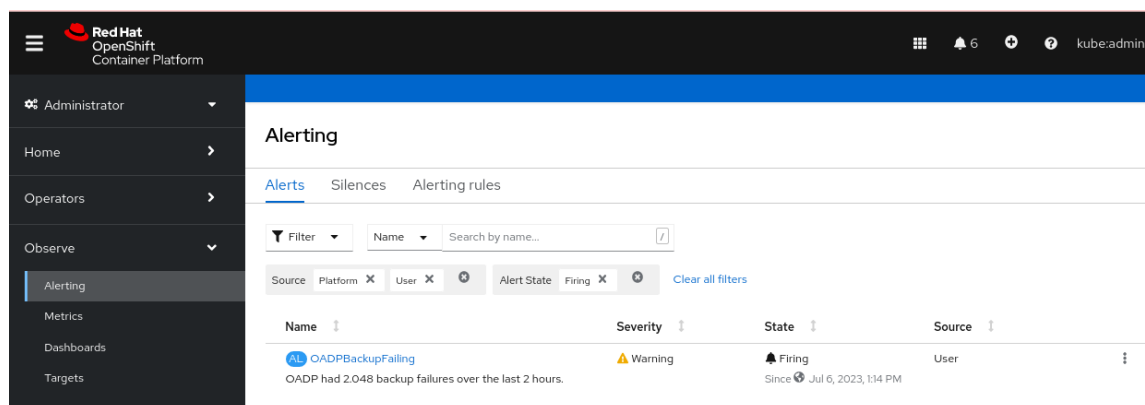 Red Hat
OpenShift
Container Platform
6
kube:admin
Administrator
Home
Operators
Observe
Alerting
Metrics
Dashboards
Targets
Alerting
Alerts Silences Alerting rules
Filter Name Search by name... /
Source Platform User Alert State Firing Clear all filters
Name Severity State Source
AL OADPBackupFailing Warning Firing User
OADP had 2.048 backup failures over the last 2 hours. Since Jul 6, 2023, 1:14 PM